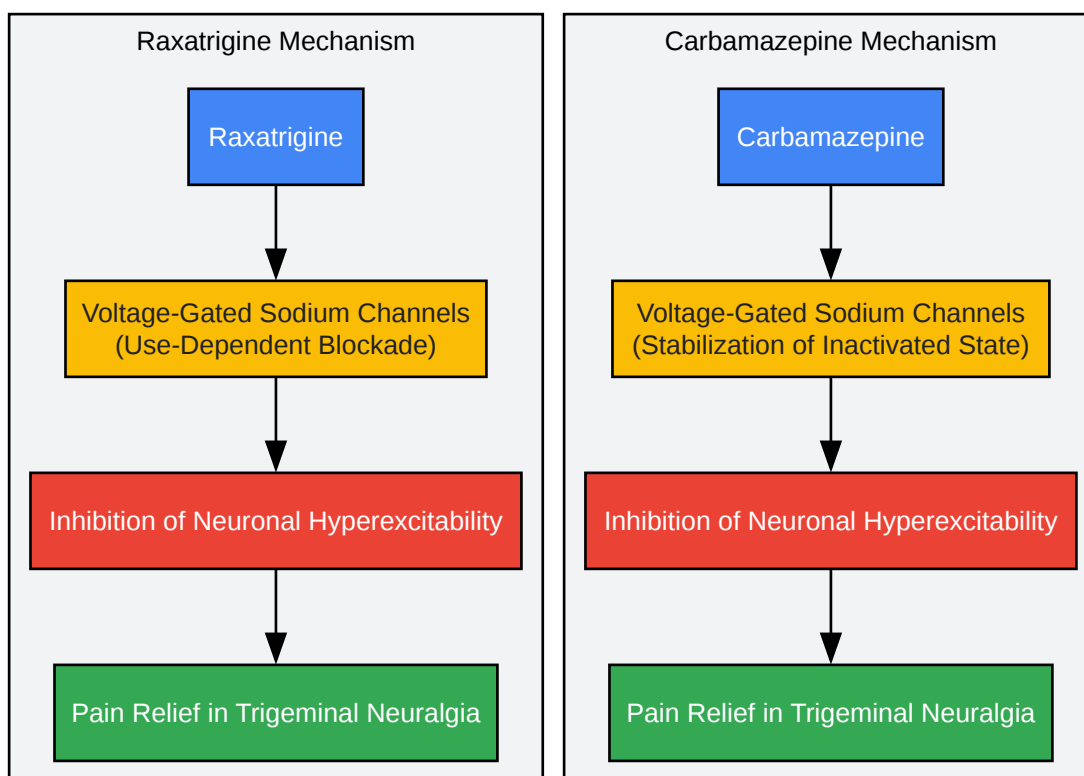 Raxatrigine Mechanism
Raxatrigine
Voltage-Gated Sodium Channels
(Use-Dependent Blockade)
Inhibition of Neuronal Hyperexcitability
Pain Relief in Trigeminal Neuralgia
Carbamazepine Mechanism
Carbamazepine
Voltage-Gated Sodium Channels
(Stabilization of Inactivated State)
Inhibition of Neuronal Hyperexcitability
Pain Relief in Trigeminal Neuralgia